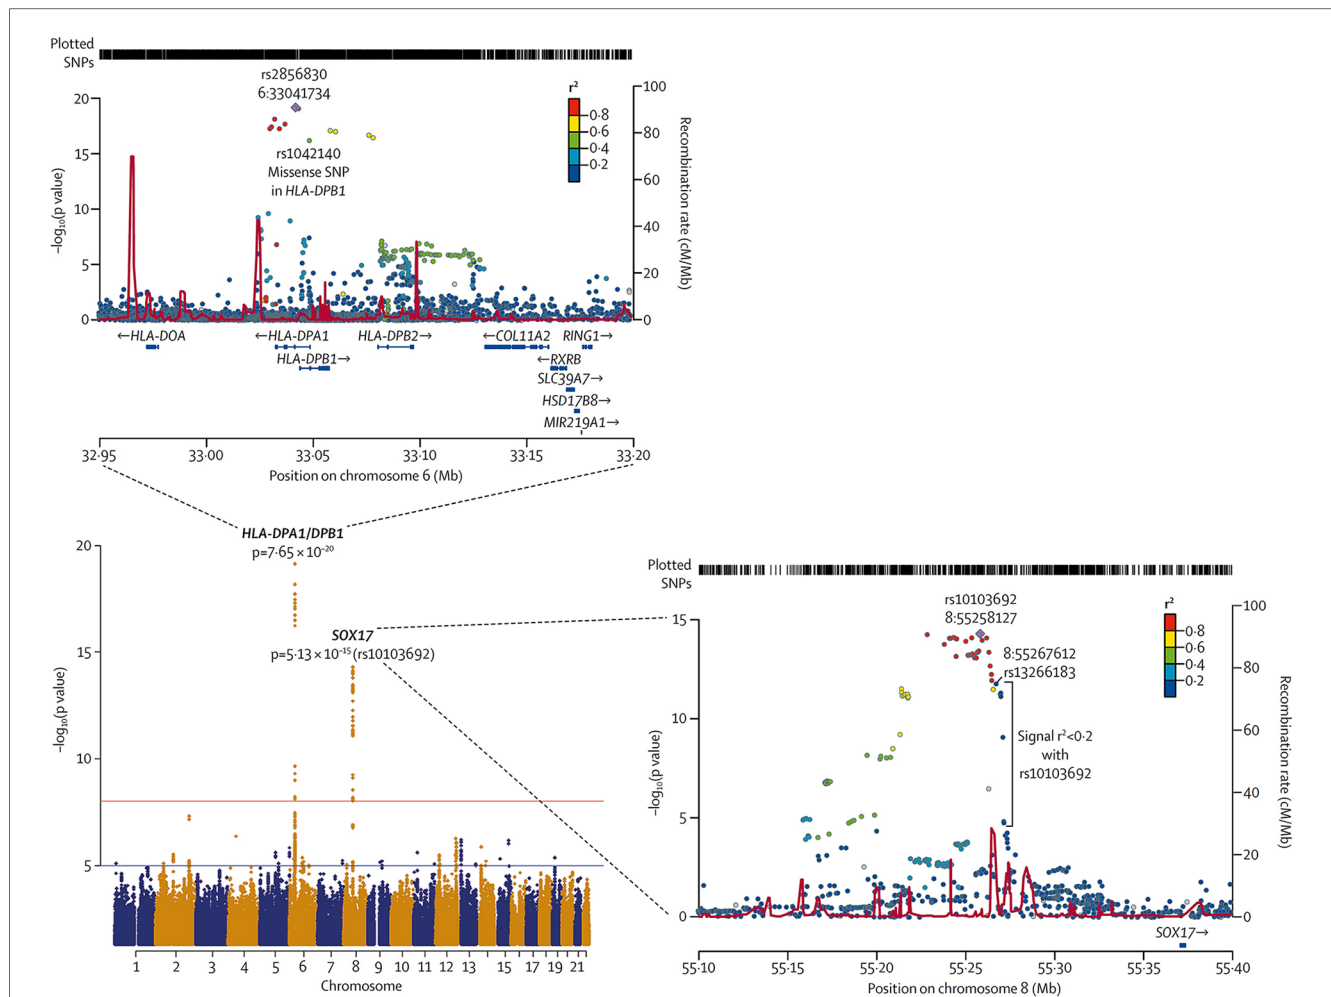 Plotted
SNPs
rs2856830
6:33041734
r²
0·8
0·6
0·4
0·2
20
15
10
5
0
–log₁₀(p value)
100
80
60
40
20
0
Recombination rate (cM/Mb)
rs1042140
Missense SNP
in HLA-DPB1
←HLA-DOA
←HLA-DPA1
HLA-DPB2→
←COL11A2
RING1→
HLA-DPB1→
←RXRB
SLC39A7→
HSD17B8→
MIR219A1→
32·95 33·00 33·05 33·10 33·15 33·20
Position on chromosome 6 (Mb)
HLA-DPA1/DPB1
p=7·65 × 10⁻²⁰
SOX17
p=5·13 × 10⁻¹⁵ (rs10103692)
20
15
10
5
–log₁₀(p value)
1 2 3 4 5 6 7 8 9 10 11 12 13 15 17 19 21
Chromosome
Plotted
SNPs
rs10103692
8:55258127
8:55267612
rs13266183
r²
0·8
0·6
0·4
0·2
Signal r²<0·2
with
rs10103692
15
10
5
0
–log₁₀(p value)
100
80
60
40
20
0
Recombination rate (cM/Mb)
SOX17→
55·10 55·15 55·20 55·26 55·30 55·35 55·40
Position on chromosome 8 (Mb)